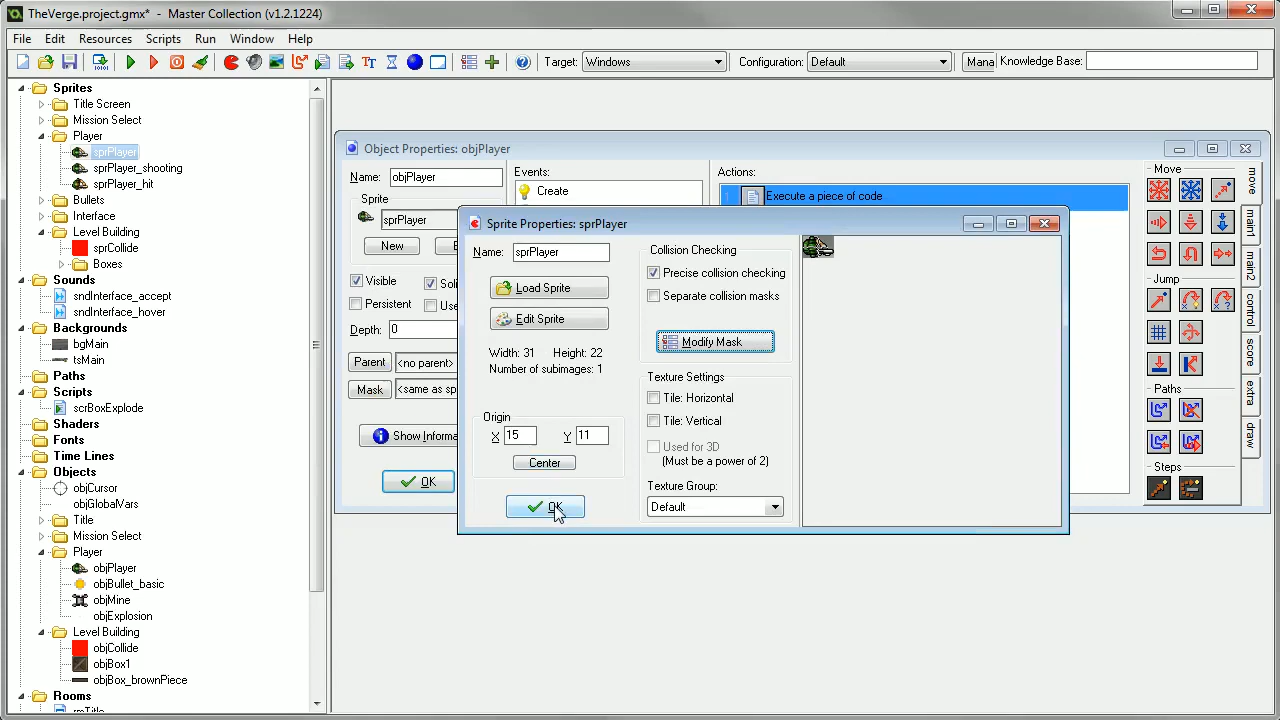 TheVerge.project.gmx* - Master Collection (v1.2.1224)
File Edit Resources Scripts Run Window Help
Target: Windows Configuration: Default Mana Knowledge Base:
Sprites
Title Screen
Mission Select
Player
sprPlayer
sprPlayer_shooting
sprPlayer_hit
Bullets
Interface
Level Building
sprCollide
Boxes
Sounds
sndInterface_accept
sndInterface_hover
Backgrounds
bgMain
tsMain
Paths
Scripts
scrBoxExplode
Shaders
Fonts
Time Lines
Objects
objCursor
objGlobalVars
Title
Mission Select
Player
objPlayer
objBullet_basic
objMine
objExplosion
Level Building
objCollide
objBox1
objBox_brownPiece
Rooms
rmTitle
Object Properties: objPlayer
Name: objPlayer
Sprite
sprPlayer
New E
Visible Soli
Persistent Use
Depth: 0
Parent <no parent>
Mask <same as sp
Show Informa
OK
Events:
Create
Actions:
1 Execute a piece of code
Sprite Properties: sprPlayer
Name: sprPlayer
Load Sprite
Edit Sprite
Width: 31 Height: 22
Number of subimages: 1
Origin
X 15 Y 11
Center
OK
Collision Checking
Precise collision checking
Separate collision masks
Modify Mask
Texture Settings
Tile: Horizontal
Tile: Vertical
Used for 3D
(Must be a power of 2)
Texture Group:
Default
Move
Jump
Paths
Steps
move
main1
main2
control
score
extra
draw